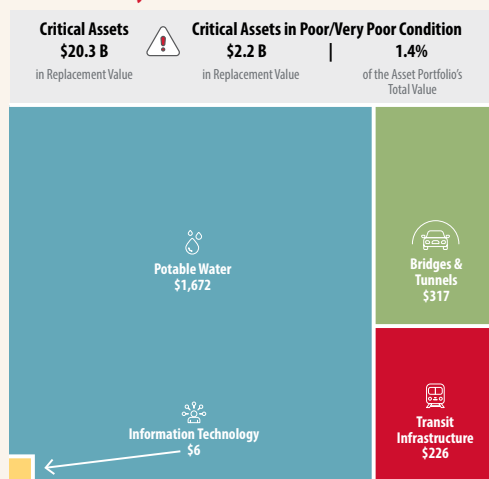 Critical Assets
$20.3 B
in Replacement Value
Critical Assets in Poor/Very Poor Condition
$2.2 B | 1.4%
in Replacement Value
of the Asset Portfolio's
Total Value
Potable Water
$1,672
Bridges &
Tunnels
$317
Information Technology
$6
Transit
Infrastructure
$226